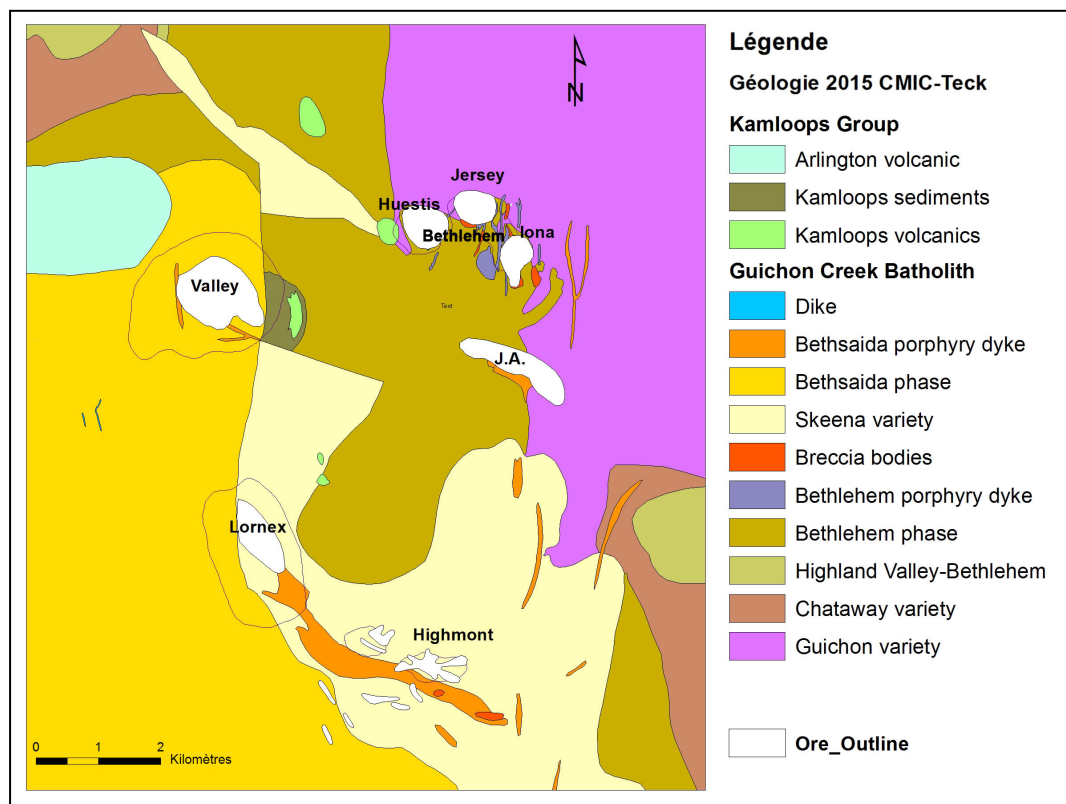 N
Jersey
Huestis
Bethlehem
Iona
Valley
Text
J.A.
Lornex
Highmont
0 1 2
Kilomètres
Légende
Géologie 2015 CMIC-Teck
Kamloops Group
Arlington volcanic
Kamloops sediments
Kamloops volcanics
Guichon Creek Batholith
Dike
Bethsaida porphyry dyke
Bethsaida phase
Skeena variety
Breccia bodies
Bethlehem porphyry dyke
Bethlehem phase
Highland Valley-Bethlehem
Chataway variety
Guichon variety
Ore_Outline